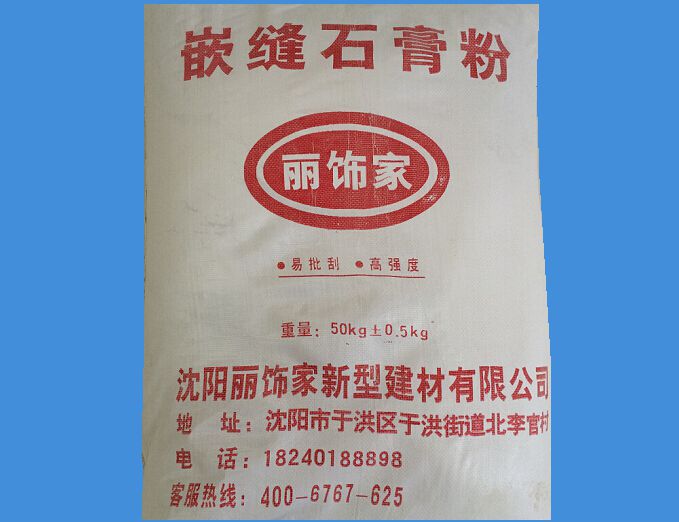 嵌缝石膏粉
丽饰家
●易批刮 ●高强度
重量：50kg±0.5kg
沈阳丽饰家新型建材有限公司
地 址：沈阳市于洪区于洪街道北李官村
电 话：18240188898
客服热线：400-6767-625